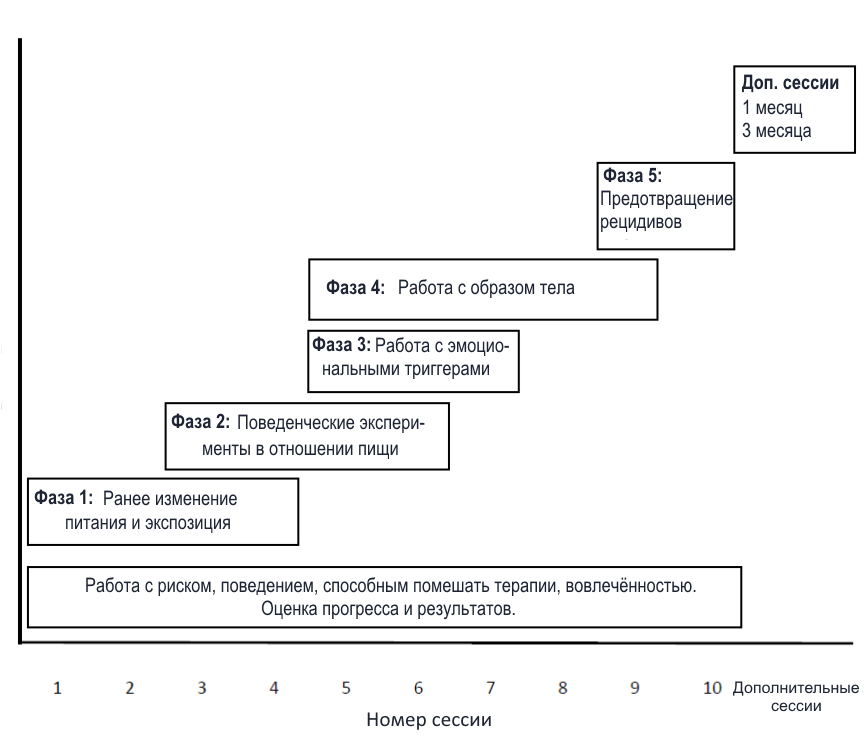 Доп. сессии
1 месяц
3 месяца
Фаза 5:
Предотвращение
рецидивов
Фаза 4: Работа с образом тела
Фаза 3: Работа с эмоцио-
нальными триггерами
Фаза 2: Поведенческие экспери-
менты в отношении пищи
Фаза 1: Ранее изменение
питания и экспозиция
Работа с риском, поведением, способным помешать терапии, вовлечённостью.
Оценка прогресса и результатов.
1 2 3 4 5 6 7 8 9 10 Дополнительные
сессии
Номер сессии